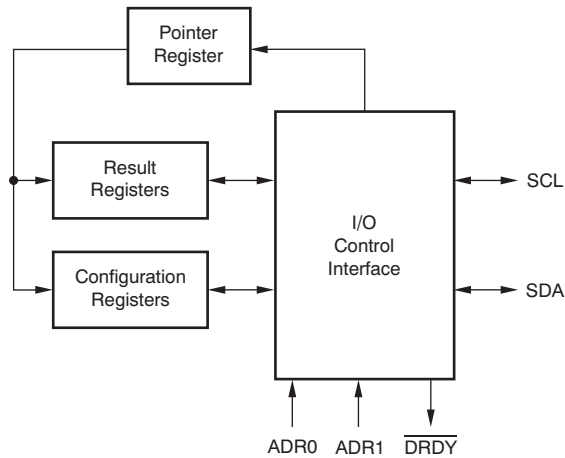 Pointer
Register
Result
Registers
Configuration
Registers
I/O
Control
Interface
SCL
SDA
ADR0
ADR1
DRDY